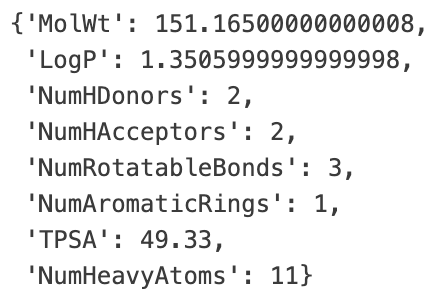 {'MolWt': 151.16500000000008,
'LogP': 1.3505999999999998,
'NumHDonors': 2,
'NumHAcceptors': 2,
'NumRotatableBonds': 3,
'NumAromaticRings': 1,
'TPSA': 49.33,
'NumHeavyAtoms': 11}